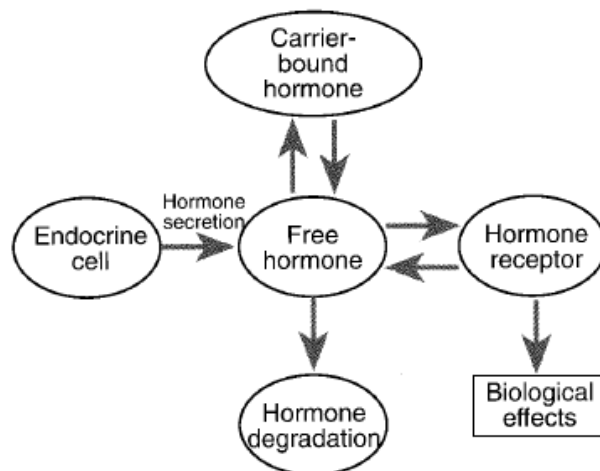 Carrier-
bound
hormone
Hormone
secretion
Endocrine
cell
Free
hormone
Hormone
receptor
Hormone
degradation
Biological
effects